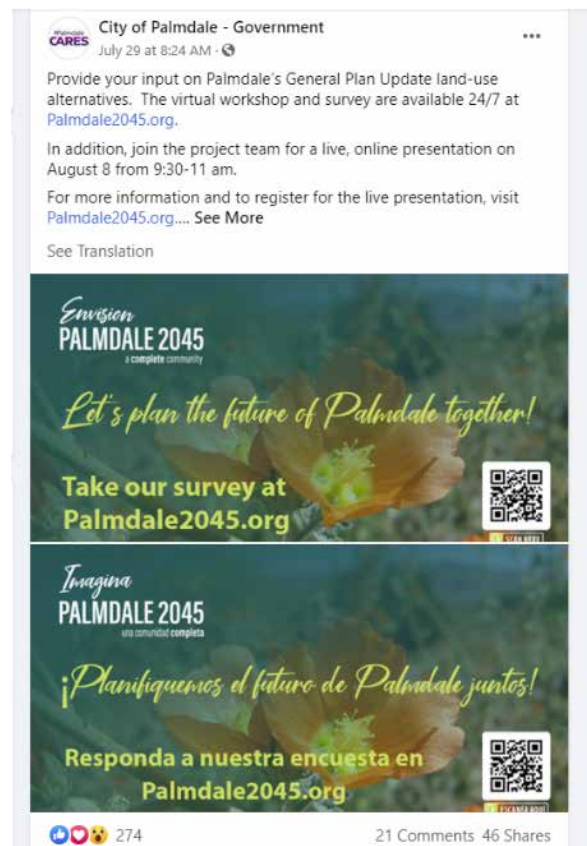 #Palmdale
CARES
City of Palmdale - Government
July 29 at 8:24 AM ·
Provide your input on Palmdale's General Plan Update land-use
alternatives. The virtual workshop and survey are available 24/7 at
Palmdale2045.org.
In addition, join the project team for a live, online presentation on
August 8 from 9:30-11 am.
For more information and to register for the live presentation, visit
Palmdale2045.org.... See More
See Translation
Envision
PALMDALE 2045
a complete community
Let's plan the future of Palmdale together!
Take our survey at
Palmdale2045.org
SCAN HERE
Imagina
PALMDALE 2045
una comunidad completa
¡Planifiquemos el futuro de Palmdale juntos!
Responda a nuestra encuesta en
Palmdale2045.org
ESCANEA AQUÍ
274
21 Comments 46 Shares